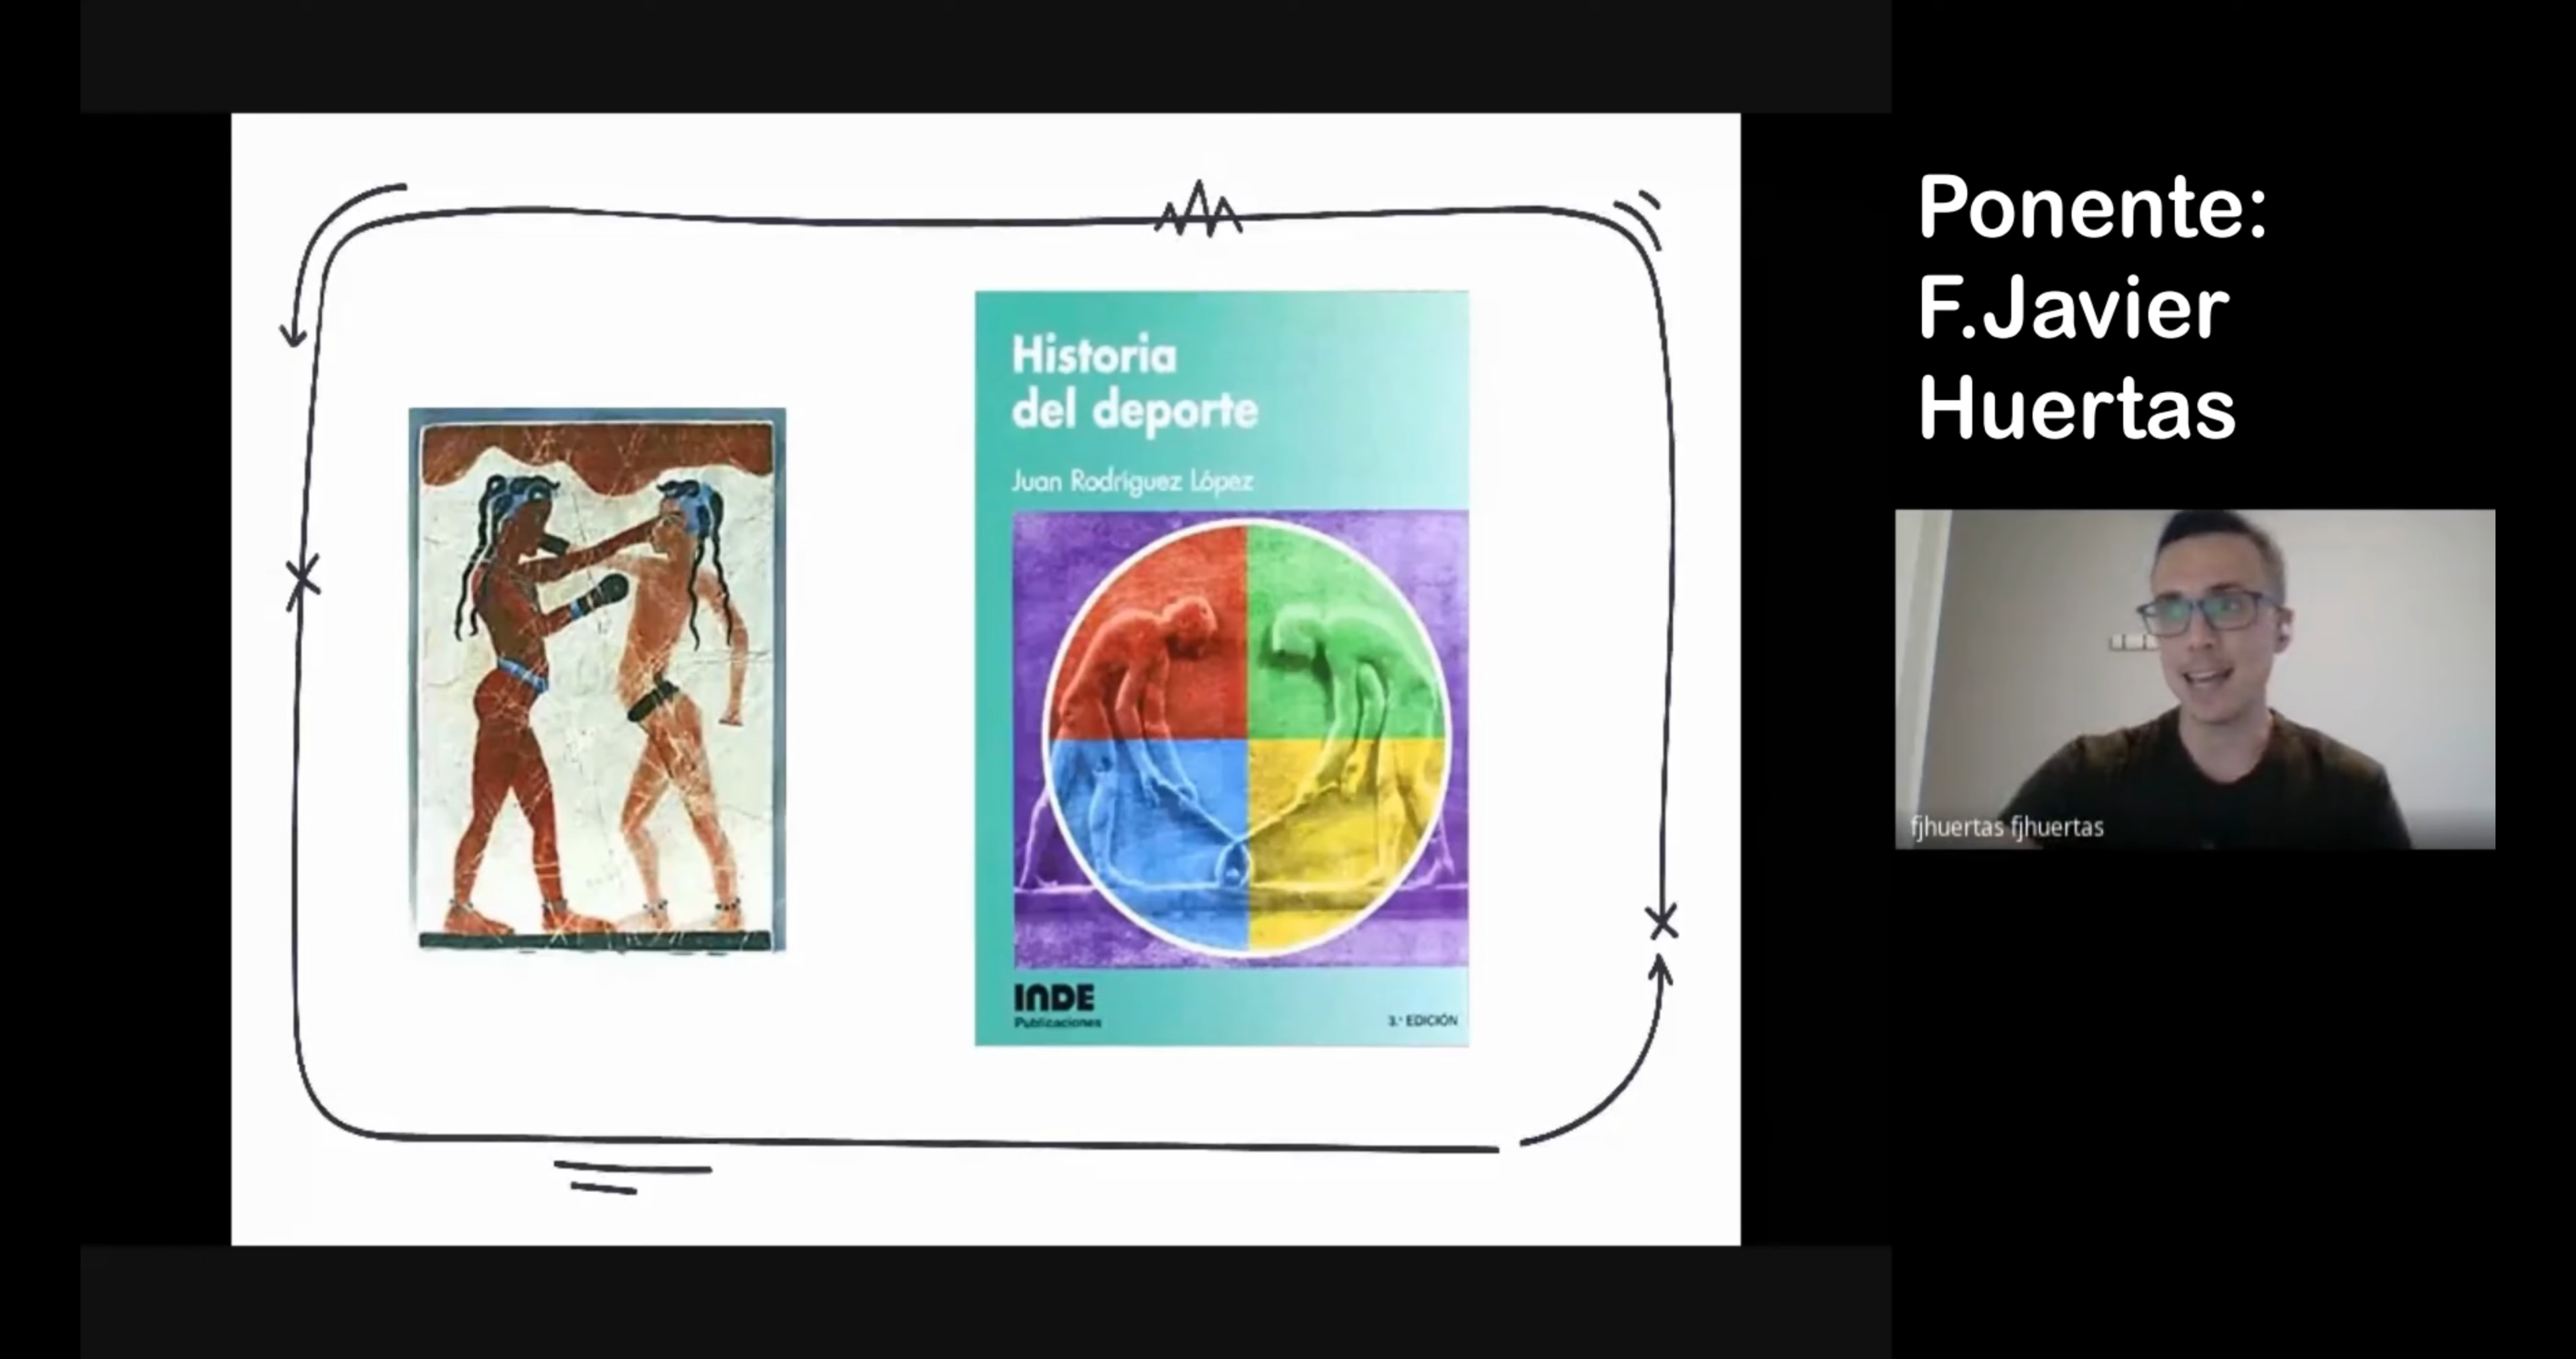 Historia
del deporte
Juan Rodríguez López
INDE
Publicaciones
3.ª EDICIÓN
Ponente:
F.Javier
Huertas
fjhuertas fjhuertas